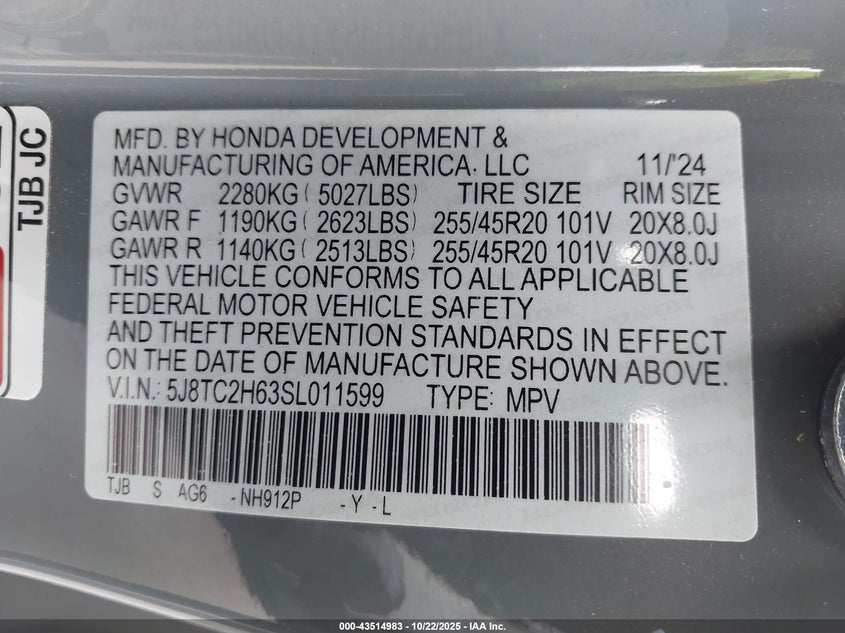 TJB JC
MFD. BY HONDA DEVELOPMENT &
MANUFACTURING OF AMERICA, LLC 11/'24
GVWR 2280KG ( 5027LBS) TIRE SIZE RIM SIZE
GAWR F 1190KG ( 2623LBS) 255/45R20 101V 20X8.0J
GAWR R 1140KG ( 2513LBS) 255/45R20 101V 20X8.0J
THIS VEHICLE CONFORMS TO ALL APPLICABLE
FEDERAL MOTOR VEHICLE SAFETY
AND THEFT PREVENTION STANDARDS IN EFFECT
ON THE DATE OF MANUFACTURE SHOWN ABOVE.
V.I.N.: 5J8TC2H63SL011599 TYPE: MPV
TJB S AG6 -NH912P -Y-L
000-43514983 - 10/22/2025 - IAA Inc.